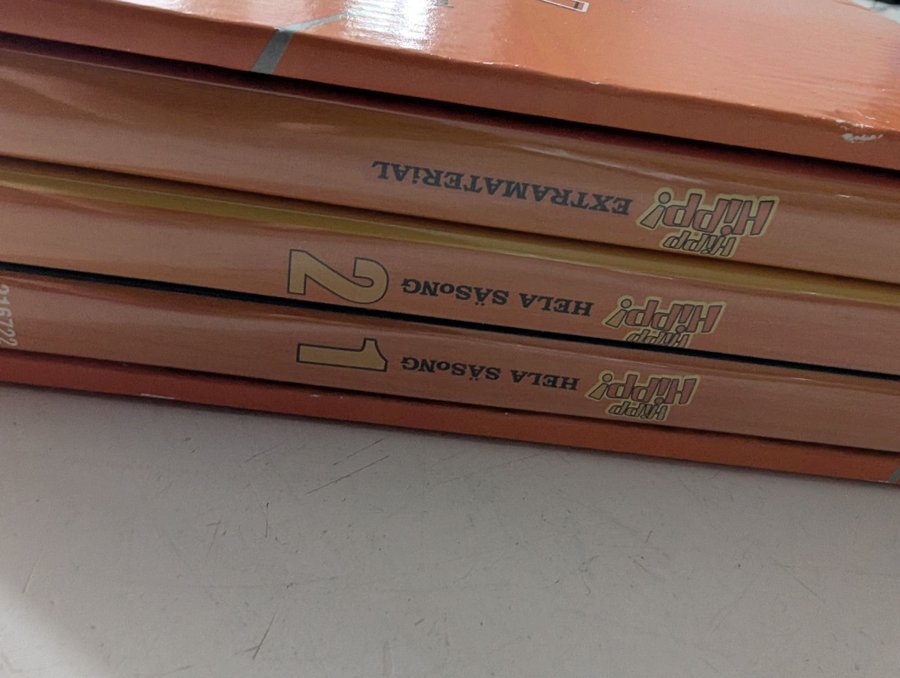 Hipp
Hipp!
HELA SÄSoNG
1
Hipp
Hipp!
HELA SÄSoNG
2
Hipp
Hipp!
EXTRAMATERiAL